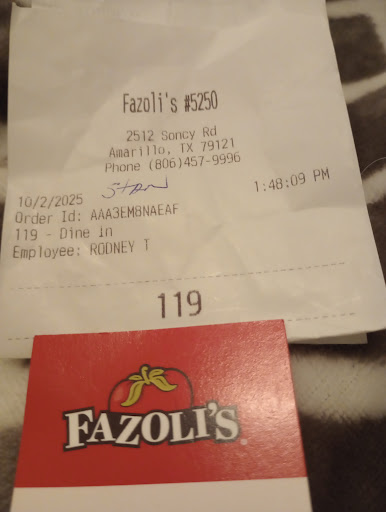 Fazoli's #5250
2512 Soncy Rd
Amarillo, TX 79121
Phone (806)457-9996
Stan
10/2/2025 1:48:09 PM
Order Id: AAA3EM8NAEAF
119 - Dine In
Employee: RODNEY T
119
FAZOLI'S